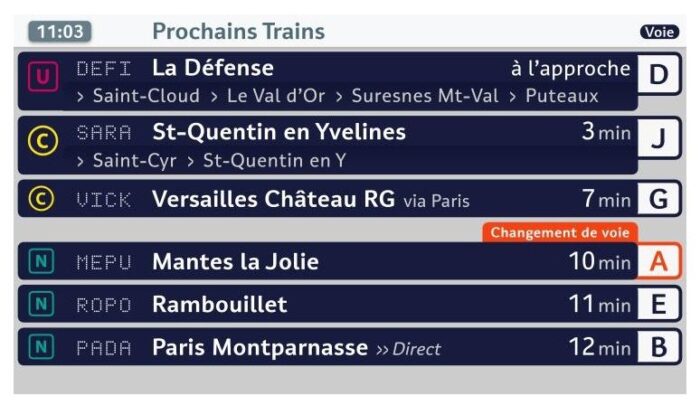 11:03 Prochains Trains Voie
U DEFI La Défense à l'approche D
> Saint-Cloud > Le Val d'Or > Suresnes Mt-Val > Puteaux
C SARA St-Quentin en Yvelines 3 min J
> Saint-Cyr > St-Quentin en Y
C VICK Versailles Château RG via Paris 7 min G
Changement de voie
N MEPU Mantes la Jolie 10 min A
N ROPO Rambouillet 11 min E
N PADA Paris Montparnasse >> Direct 12 min B